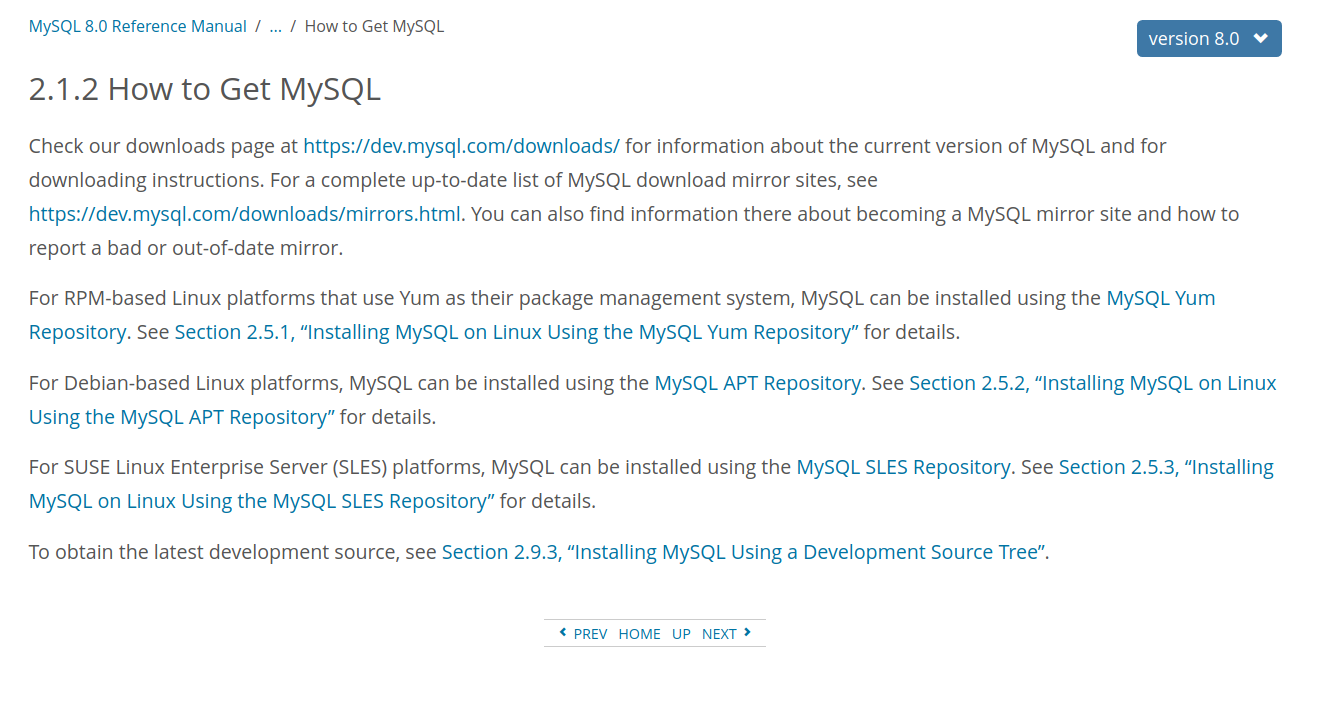 MySQL 8.0 Reference Manual / ... / How to Get MySQL
version 8.0
2.1.2 How to Get MySQL
Check our downloads page at https://dev.mysql.com/downloads/ for information about the current version of MySQL and for
downloading instructions. For a complete up-to-date list of MySQL download mirror sites, see
https://dev.mysql.com/downloads/mirrors.html. You can also find information there about becoming a MySQL mirror site and how to
report a bad or out-of-date mirror.
For RPM-based Linux platforms that use Yum as their package management system, MySQL can be installed using the MySQL Yum
Repository. See Section 2.5.1, “Installing MySQL on Linux Using the MySQL Yum Repository” for details.
For Debian-based Linux platforms, MySQL can be installed using the MySQL APT Repository. See Section 2.5.2, “Installing MySQL on Linux
Using the MySQL APT Repository” for details.
For SUSE Linux Enterprise Server (SLES) platforms, MySQL can be installed using the MySQL SLES Repository. See Section 2.5.3, “Installing
MySQL on Linux Using the MySQL SLES Repository” for details.
To obtain the latest development source, see Section 2.9.3, “Installing MySQL Using a Development Source Tree”.
PREV HOME UP NEXT